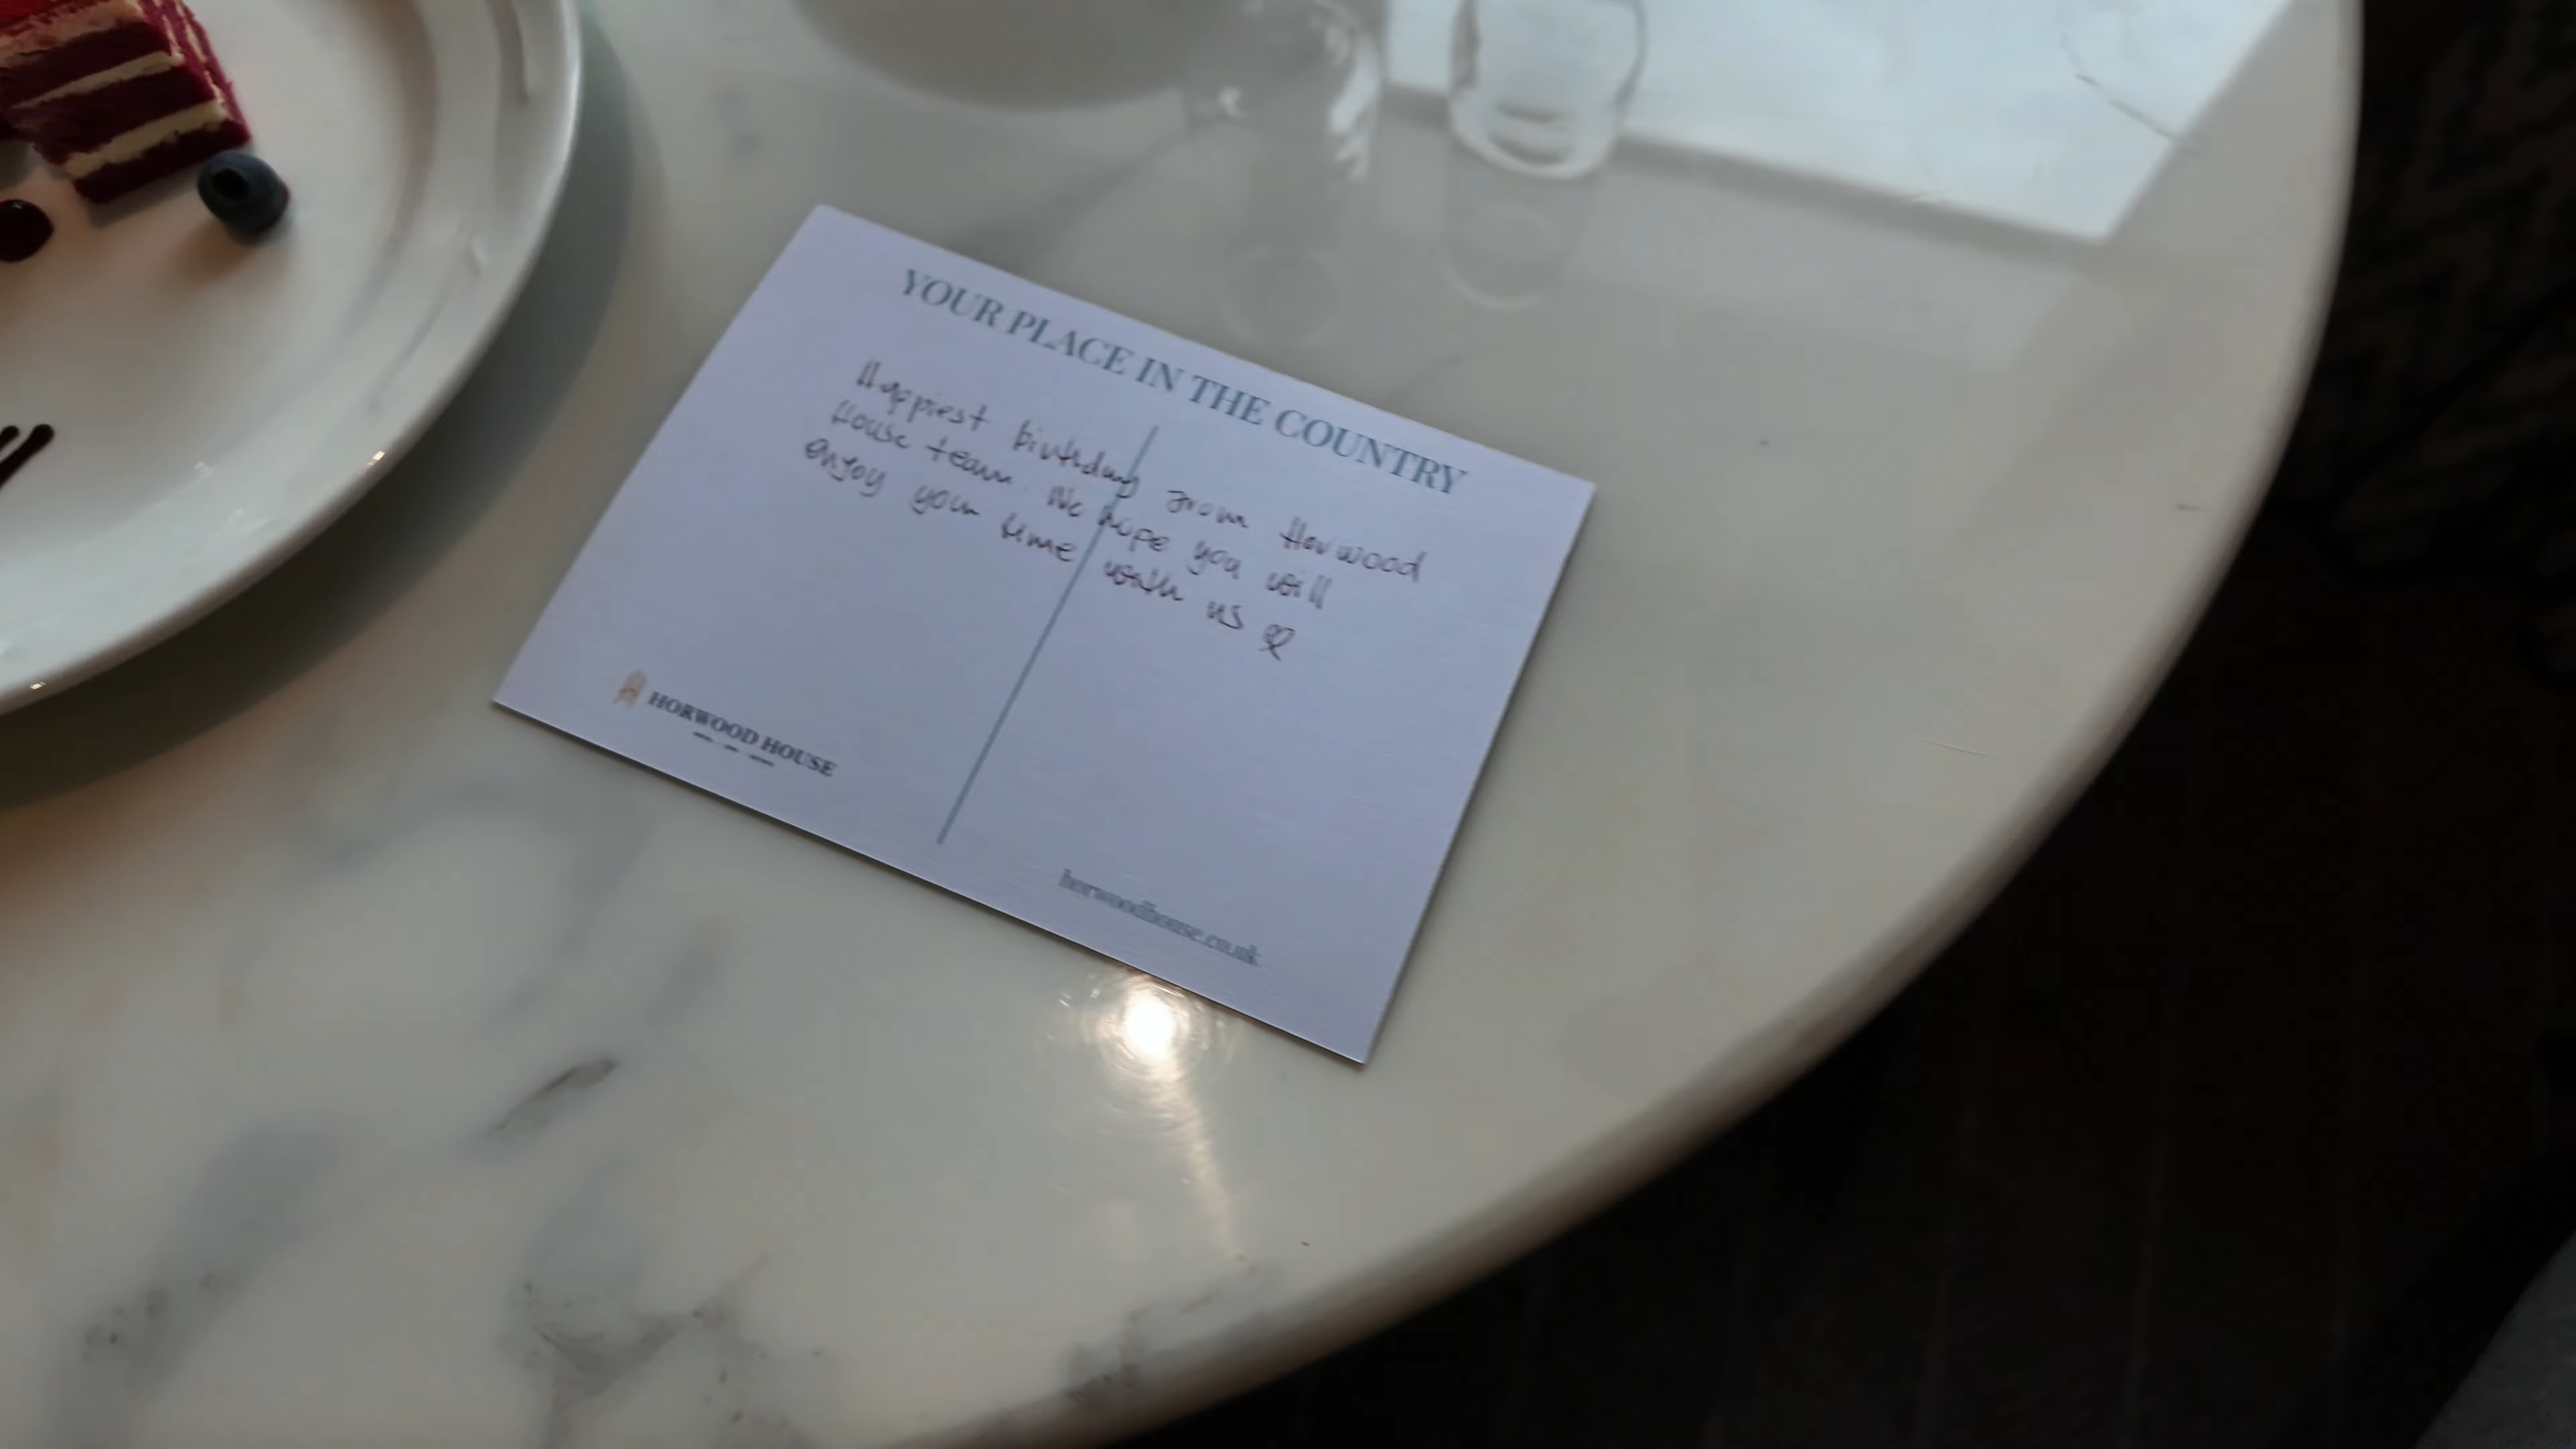 YOUR PLACE IN THE COUNTRY
Happiest birthday from Horwood
House team. We hope you will
enjoy your time with us
HORWOOD HOUSE
horwoodhouse.co.uk